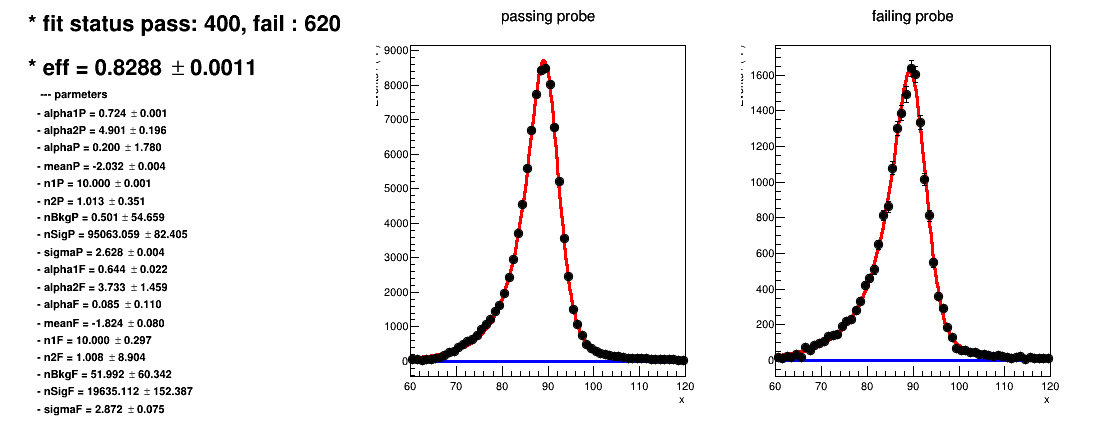 * fit status pass: 400, fail : 620
* eff = 0.8288 ± 0.0011
--- parmeters
- alpha1P = 0.724 ± 0.001
- alpha2P = 4.901 ± 0.196
- alphaP = 0.200 ± 1.780
- meanP = -2.032 ± 0.004
- n1P = 10.000 ± 0.001
- n2P = 1.013 ± 0.351
- nBkgP = 0.501 ± 54.659
- nSigP = 95063.059 ± 82.405
- sigmaP = 2.628 ± 0.004
- alpha1F = 0.644 ± 0.022
- alpha2F = 3.733 ± 1.459
- alphaF = 0.085 ± 0.110
- meanF = -1.824 ± 0.080
- n1F = 10.000 ± 0.297
- n2F = 1.008 ± 8.904
- nBkgF = 51.992 ± 60.342
- nSigF = 19635.112 ± 152.387
- sigmaF = 2.872 ± 0.075
passing probe
9000
8000
7000
6000
5000
4000
3000
2000
1000
0
60 70 80 90 100 110 120
x
failing probe
1600
1400
1200
1000
800
600
400
200
0
60 70 80 90 100 110 120
x